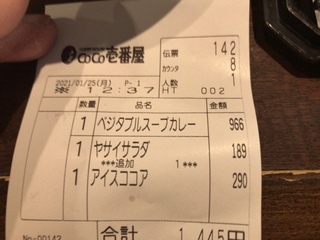 CoCo壱番屋
伝票 142
カウンタ 8
2021/01/25(月) P- 1 人数 1
※ 12:37 HT 002
数量 品名 金額
1 ベジタブルスープカレー 966
1 ヤサイサラダ 189
***追加 1 ***
1 アイスココア 290
No-00142 合計 1,445円